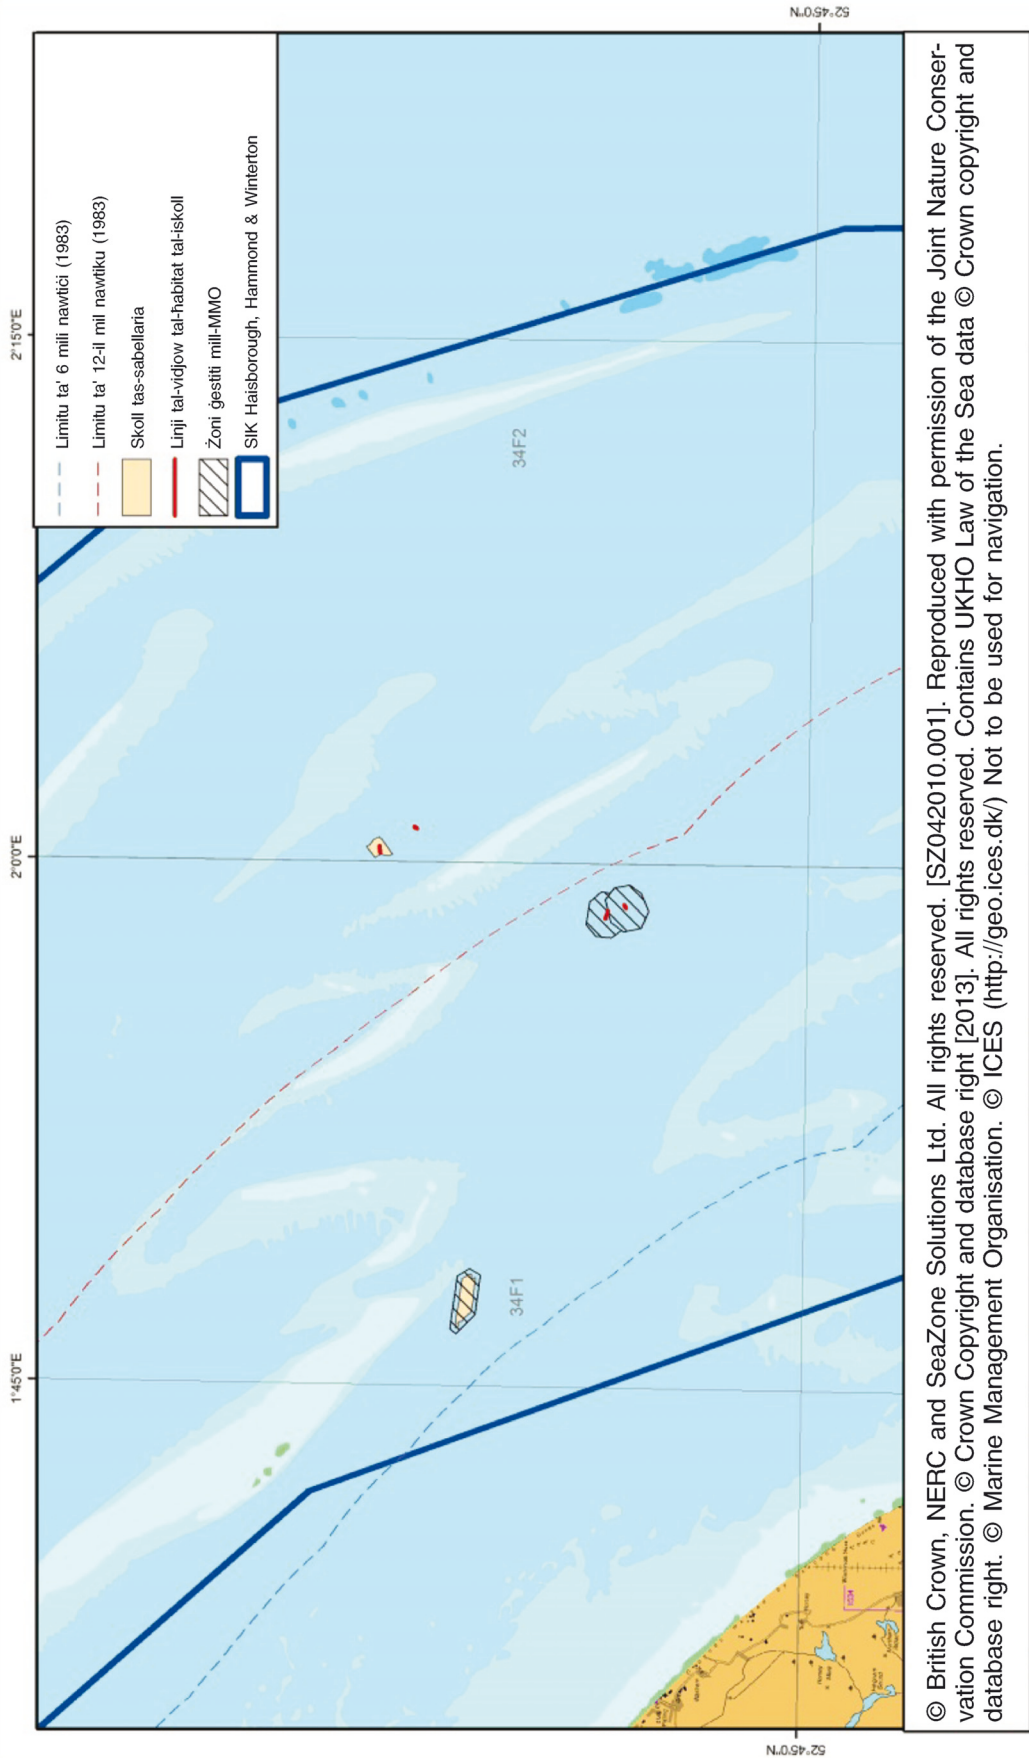 1°45'0"E
2°0'0"E
2°15'0"E
Limitu ta' 6 mili nawtiċi (1983)
Limitu ta' 12-il mil nawtiku (1983)
Skoll tas-sabellaria
Linji tal-vidjow tal-ħabitat tal-iskoll
Żoni ġestiti mill-MMO
SIK Haisborough, Hammond & Winterton
34F1
34F2
52°45'0"N
52°45'0"N
© British Crown, NERC and SeaZone Solutions Ltd. All rights reserved. [SZ042010.001]. Reproduced with permission of the Joint Nature Conser-
vation Commission. © Crown Copyright and database right [2013]. All rights reserved. Contains UKHO Law of the Sea data © Crown copyright and
database right. © Marine Management Organisation. © ICES (http://geo.ices.dk/) Not to be used for navigation.